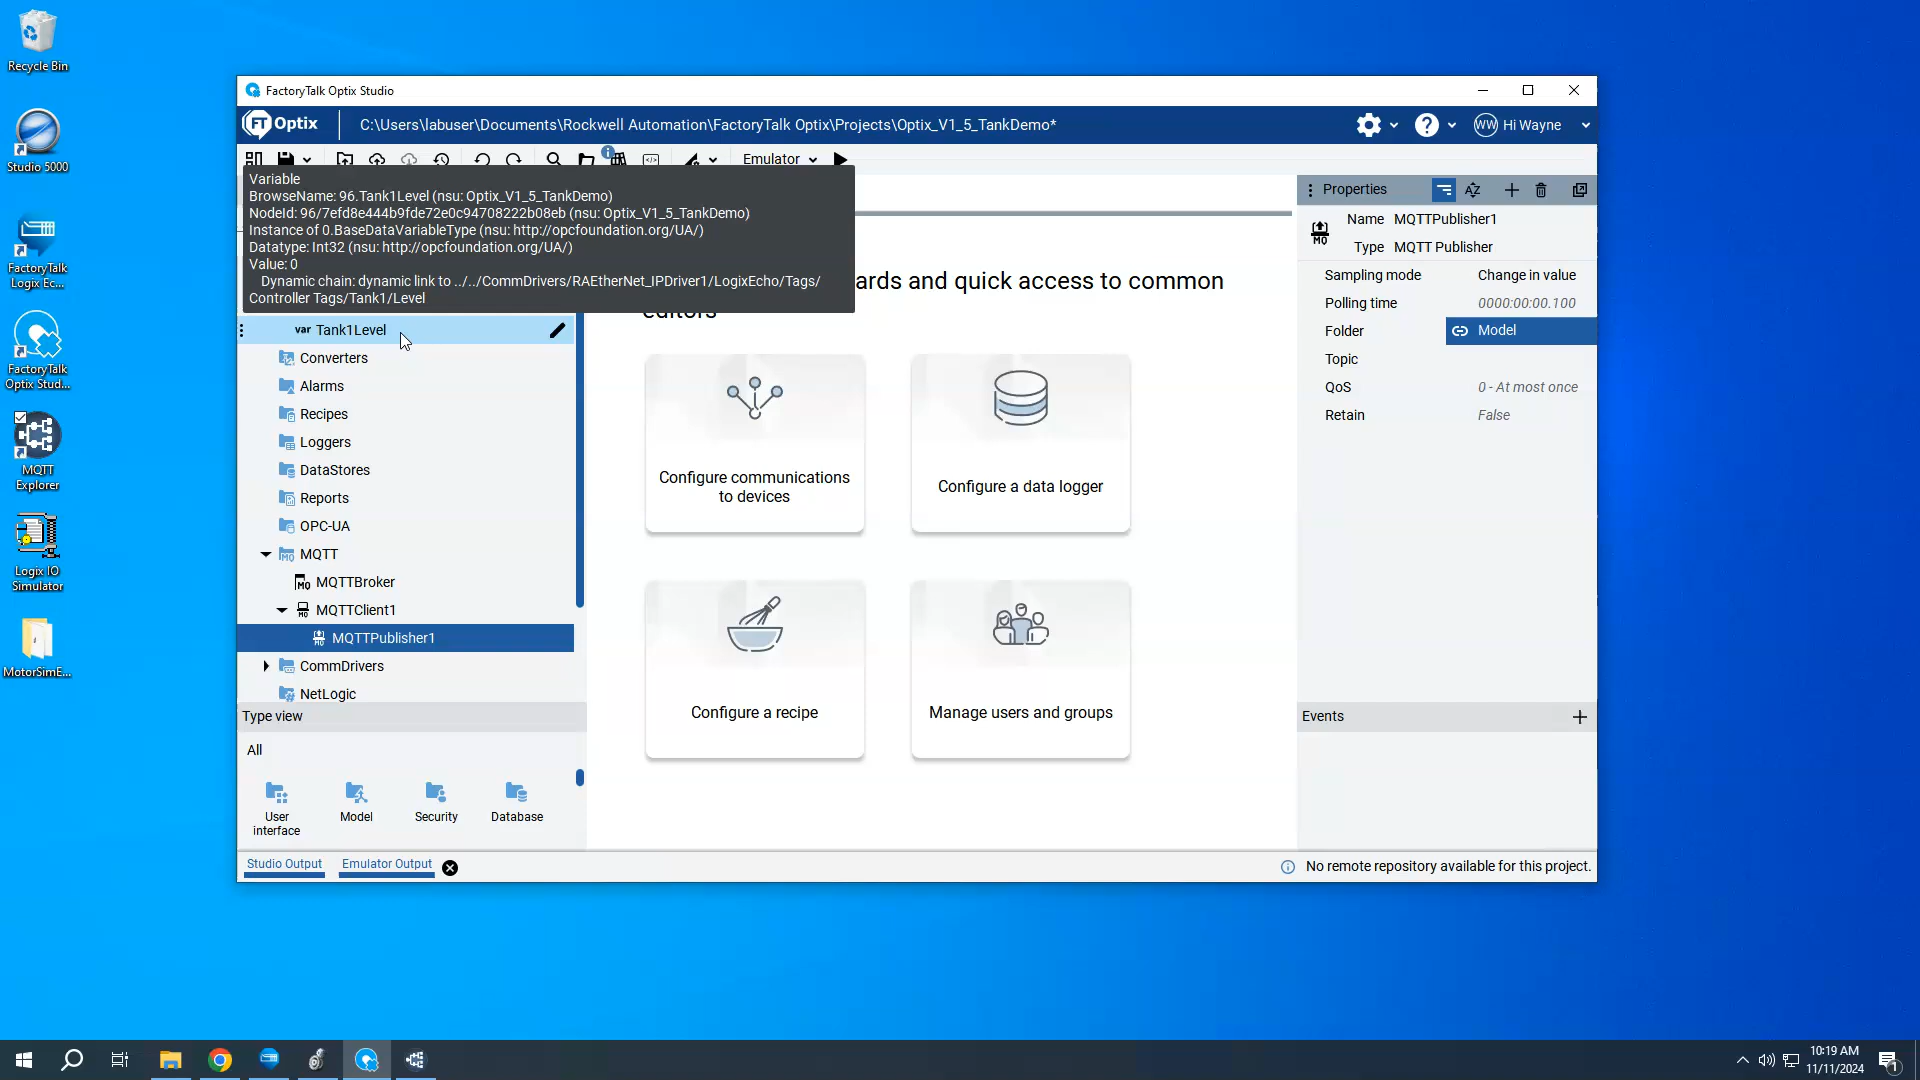 Recycle Bin
Studio 5000
FactoryTalk
Logix Ec...
FactoryTalk
Optix Stud...
MQTT
Explorer
Logix IO
Simulator
MotorSimE...
FactoryTalk Optix Studio
FT Optix
C:\Users\labuser\Documents\Rockwell Automation\FactoryTalk Optix\Projects\Optix_V1_5_TankDemo*
WW Hi Wayne
Emulator
Variable
BrowseName: 96.Tank1Level (nsu: Optix_V1_5_TankDemo)
NodeId: 96/7efd8e444b9fde72e0c94708222b08eb (nsu: Optix_V1_5_TankDemo)
Instance of 0.BaseDataVariableType (nsu: http://opcfoundation.org/UA/)
Datatype: Int32 (nsu: http://opcfoundation.org/UA/)
Value: 0
Dynamic chain: dynamic link to ../../CommDrivers/RAEtherNet_IPDriver1/LogixEcho/Tags/
Controller Tags/Tank1/Level
var Tank1Level
Converters
Alarms
Recipes
Loggers
DataStores
Reports
OPC-UA
MQTT
MQTTBroker
MQTTClient1
MQTTPublisher1
CommDrivers
NetLogic
Type view
All
User
interface
Model
Security
Database
Studio Output
Emulator Output
ards and quick access to common
editors
Configure communications
to devices
Configure a data logger
Configure a recipe
Manage users and groups
Properties
Name MQTTPublisher1
Type MQTT Publisher
Sampling mode Change in value
Polling time 0000:00:00.100
Folder Model
Topic
QoS 0 - At most once
Retain False
Events
No remote repository available for this project.
10:19 AM
11/11/2024
1